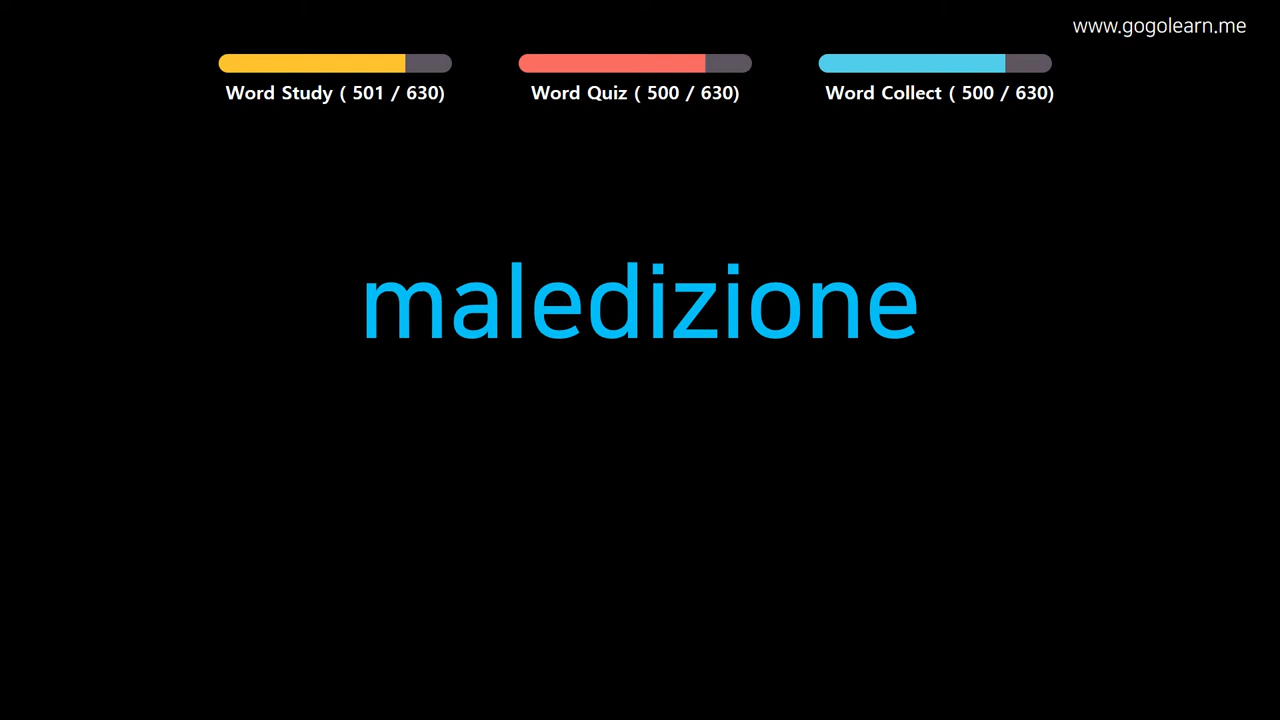 www.gogolearn.me
Word Study ( 501 / 630)
Word Quiz ( 500 / 630)
Word Collect ( 500 / 630)
maledizione